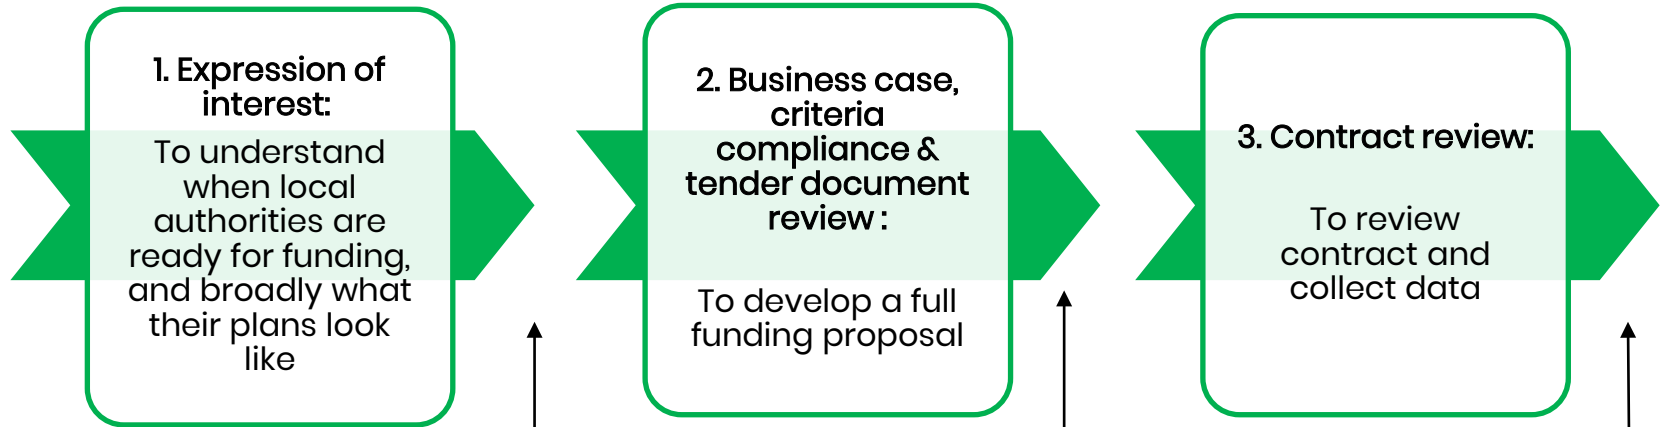 1. Expression of
interest:
To understand
when local
authorities are
ready for funding,
and broadly what
their plans look
like
2. Business case,
criteria
compliance &
tender document
review :
To develop a full
funding proposal
3. Contract review:
To review
contract and
collect data